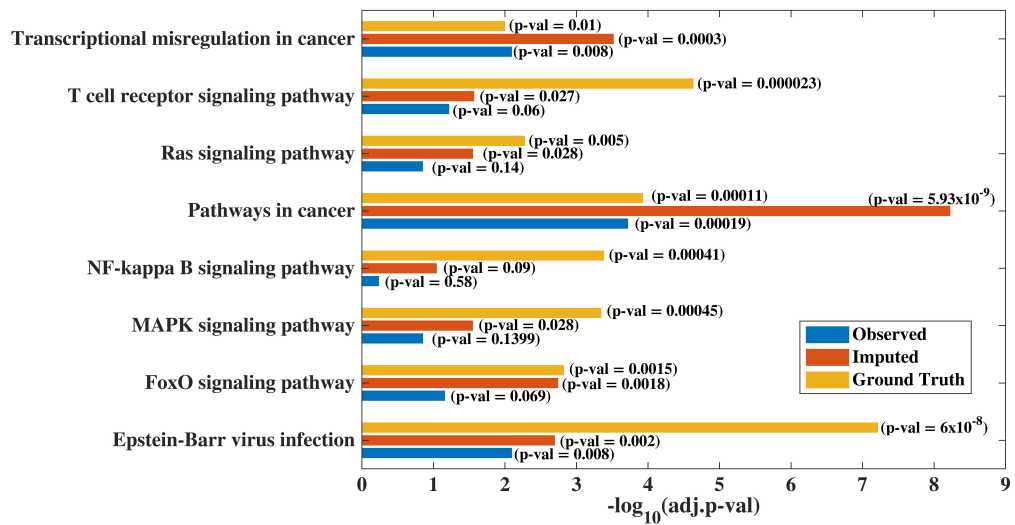 (p-val = 0.01)
Transcriptional misregulation in cancer
(p-val = 0.0003)
(p-val = 0.008)
(p-val = 0.000023)
T cell receptor signaling pathway
(p-val = 0.027)
(p-val = 0.06)
(p-val = 0.005)
Ras signaling pathway
(p-val = 0.028)
(p-val = 0.14)
(p-val = 0.00011)
(p-val = 5.93x10^-9)
Pathways in cancer
(p-val = 0.00019)
(p-val = 0.00041)
NF-kappa B signaling pathway
(p-val = 0.09)
(p-val = 0.58)
(p-val = 0.00045)
MAPK signaling pathway
(p-val = 0.028)
(p-val = 0.1399)
Observed
Imputed
Ground Truth
(p-val = 0.0015)
FoxO signaling pathway
(p-val = 0.0018)
(p-val = 0.069)
(p-val = 6x10^-8)
Epstein-Barr virus infection
(p-val = 0.002)
(p-val = 0.008)
0 1 2 3 4 5 6 7 8 9
-log10(adj.p-val)